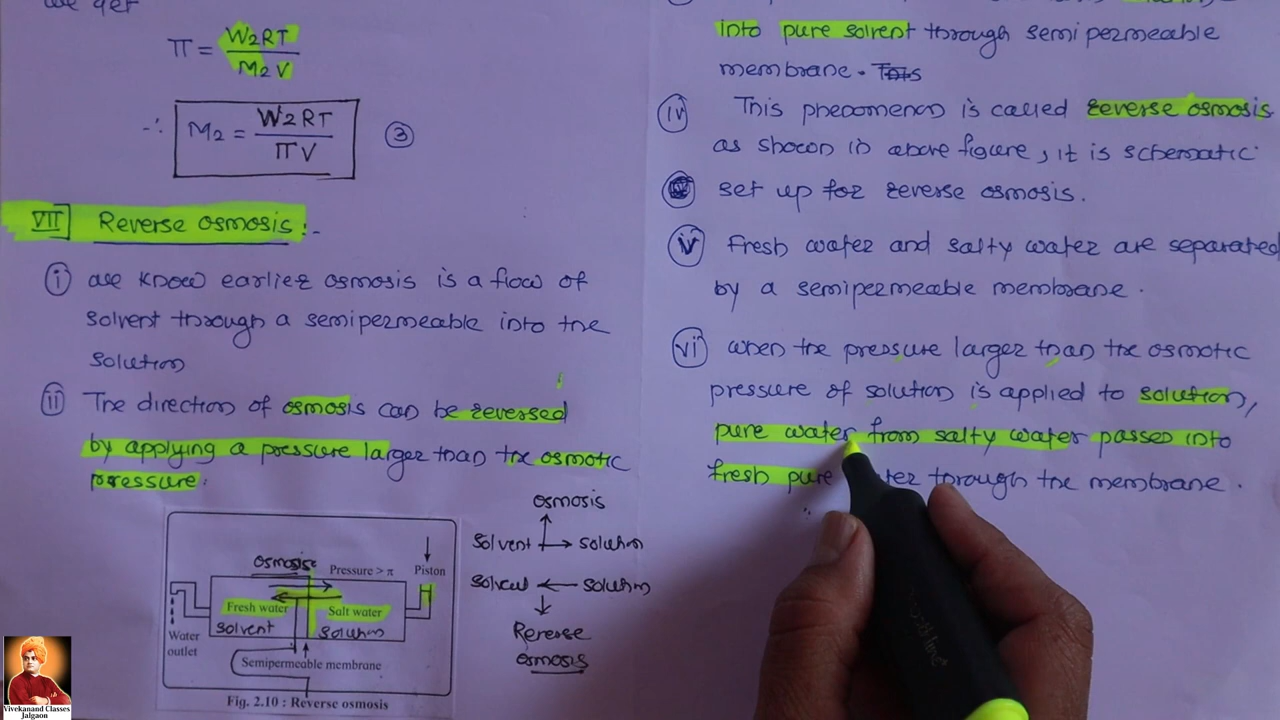 we get
π = W2RT / M2V
∴ M2 = W2RT / πV ③
VII] Reverse osmosis :-
i we know earlier osmosis is a flow of
solvent through a semipermeable into the
solution
ii The direction of osmosis can be reversed
by applying a pressure larger than the osmotic
pressure.
osmosis
Pressure > π
Piston
Fresh water
Salt water
solvent
solution
Water
outlet
Semipermeable membrane
Fig. 2.10 : Reverse osmosis
osmosis
solvent → solution
solvent ← solution
Reverse
osmosis
into pure solvent through semipermeable
membrane.
iv This phenomenon is called reverse osmosis
as shown in above figure, it is schematic
set up for reverse osmosis.
v Fresh water and salty water are separated
by a semipermeable membrane.
vi when the pressure larger than the osmotic
pressure of solution is applied to solution,
pure water from salty water passed into
fresh pure through the membrane.
Vivekanand Classes
Jalgaon